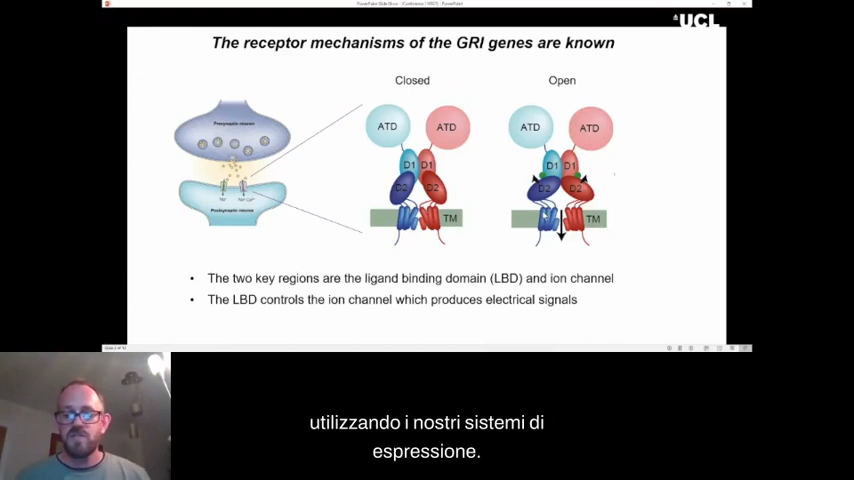 UCL
The receptor mechanisms of the GRI genes are known
Closed
Open
Presynaptic neuron
Na⁺
Na⁺ Ca²⁺
Postsynaptic neuron
ATD
ATD
D1
D1
D2
D2
TM
ATD
ATD
D1
D1
D2
D2
TM
• The two key regions are the ligand binding domain (LBD) and ion channel
• The LBD controls the ion channel which produces electrical signals
utilizzando i nostri sistemi di
espressione.